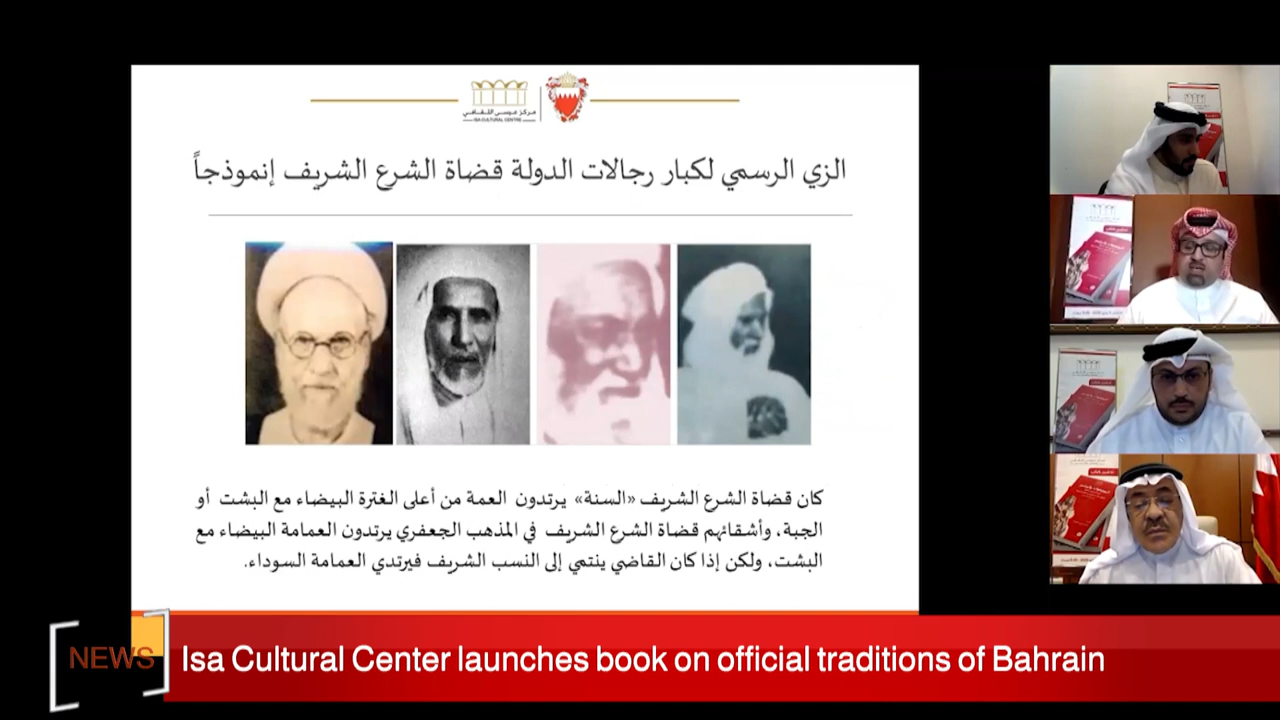 مركز عيسى الثقافي
ISA CULTURAL CENTRE
الزي الرسمي لكبار رجالات الدولة قضاة الشرع الشريف إنموذجاً
كان قضاة الشرع الشريف «السنة» يرتدون العمة من أعلى الغترة البيضاء مع البشت أو
الجبة، وأشقائهم قضاة الشرع الشريف في المذهب الجعفري يرتدون العمامة البيضاء مع
البشت، ولكن إذا كان القاضي ينتمي إلى النسب الشريف فيرتدي العمامة السوداء.
NEWS
Isa Cultural Center launches book on official traditions of Bahrain